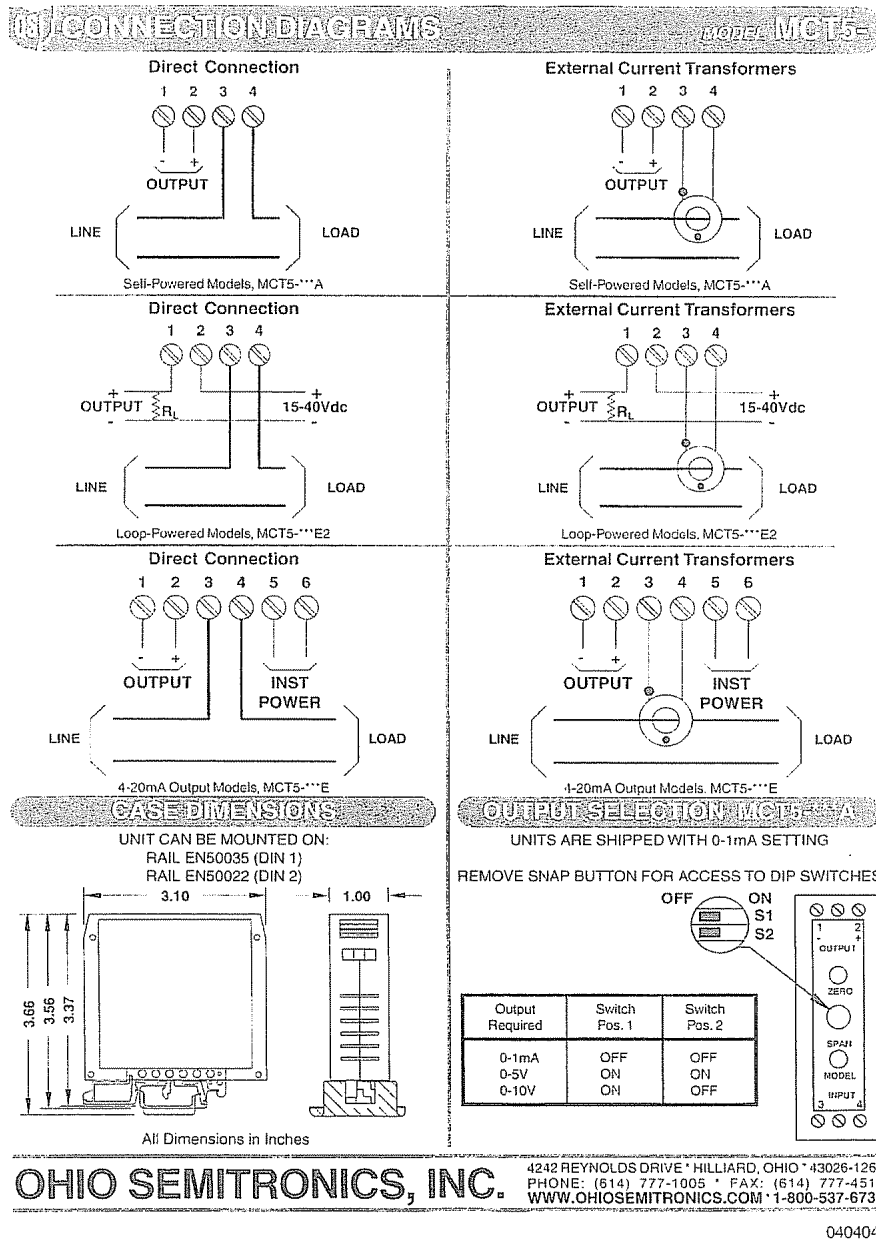 CONNECTION DIAGRAMS
MODEL MCT5-
Direct Connection
1 2 3 4
- +
OUTPUT
LINE
LOAD
Self-Powered Models, MCT5-***A
External Current Transformers
1 2 3 4
- +
OUTPUT
LINE
LOAD
Self-Powered Models, MCT5-***A
Direct Connection
1 2 3 4
+ +
OUTPUT RL 15-40Vdc
- -
LINE
LOAD
Loop-Powered Models, MCT5-***E2
External Current Transformers
1 2 3 4
+ +
OUTPUT RL 15-40Vdc
- -
LINE
LOAD
Loop-Powered Models, MCT5-***E2
Direct Connection
1 2 3 4 5 6
- +
OUTPUT
INST
POWER
LINE
LOAD
4-20mA Output Models, MCT5-***E
External Current Transformers
1 2 3 4 5 6
- +
OUTPUT
INST
POWER
LINE
LOAD
4-20mA Output Models. MCT5-***E
CASE DIMENSIONS
UNIT CAN BE MOUNTED ON:
RAIL EN50035 (DIN 1)
RAIL EN50022 (DIN 2)
3.10
1.00
3.66
3.56
3.37
All Dimensions in Inches
OUTPUT SELECTION MCT5-***A
UNITS ARE SHIPPED WITH 0-1mA SETTING
REMOVE SNAP BUTTON FOR ACCESS TO DIP SWITCHES
OFF ON
S1
S2
1 2
- +
OUTPUT
ZERO
SPAN
MODEL
INPUT
3 4
Output Required Switch Pos. 1 Switch Pos. 2
0-1mA OFF OFF
0-5V ON ON
0-10V ON OFF
OHIO SEMITRONICS, INC.
4242 REYNOLDS DRIVE * HILLIARD, OHIO * 43026-126
PHONE: (614) 777-1005 * FAX: (614) 777-451
WWW.OHIOSEMITRONICS.COM * 1-800-537-673
040404